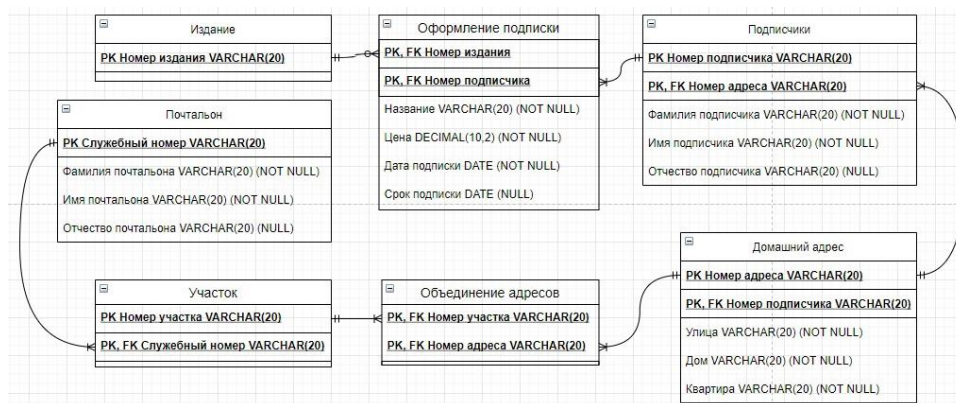 Издание
PK Номер издания VARCHAR(20)
Оформление подписки
PK, FK Номер издания
PK, FK Номер подписчика
Название VARCHAR(20) (NOT NULL)
Цена DECIMAL(10,2) (NOT NULL)
Дата подписки DATE (NOT NULL)
Срок подписки DATE (NULL)
Подписчики
PK Номер подписчика VARCHAR(20)
PK, FK Номер адреса VARCHAR(20)
Фамилия подписчика VARCHAR(20) (NOT NULL)
Имя подписчика VARCHAR(20) (NOT NULL)
Отчество подписчика VARCHAR(20) (NULL)
Почтальон
PK Служебный номер VARCHAR(20)
Фамилия почтальона VARCHAR(20) (NOT NULL)
Имя почтальона VARCHAR(20) (NOT NULL)
Отчество почтальона VARCHAR(20) (NULL)
Участок
PK Номер участка VARCHAR(20)
PK, FK Служебный номер VARCHAR(20)
Объединение адресов
PK, FK Номер участка VARCHAR(20)
PK, FK Номер адреса VARCHAR(20)
Домашний адрес
PK Номер адреса VARCHAR(20)
PK, FK Номер подписчика VARCHAR(20)
Улица VARCHAR(20) (NOT NULL)
Дом VARCHAR(20) (NOT NULL)
Квартира VARCHAR(20) (NOT NULL)